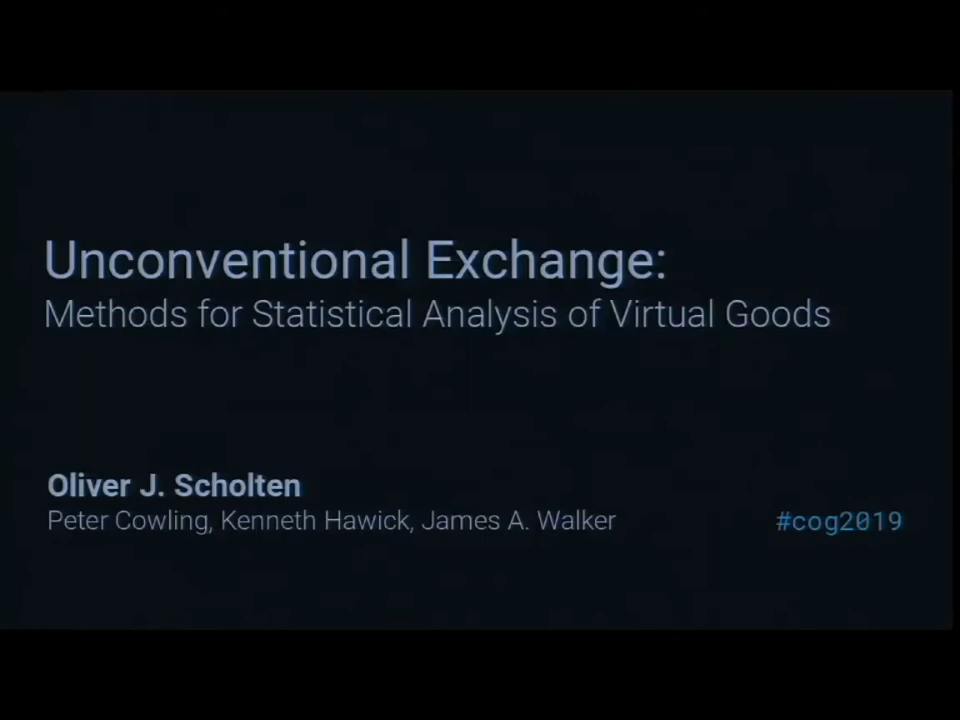 Unconventional Exchange:
Methods for Statistical Analysis of Virtual Goods
Oliver J. Scholten
Peter Cowling, Kenneth Hawick, James A. Walker
#cog2019